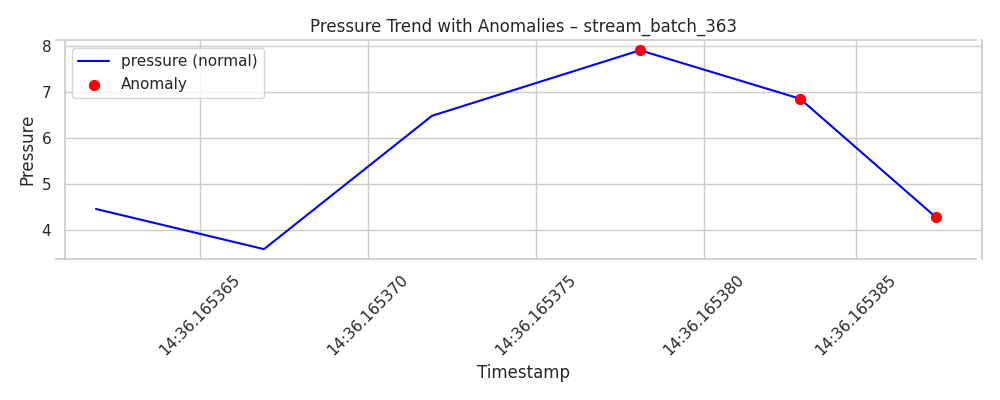 Pressure Trend with Anomalies – stream_batch_363
pressure (normal)
Anomaly
Pressure
8
7
6
5
4
14:36.165365
14:36.165370
14:36.165375
14:36.165380
14:36.165385
Timestamp